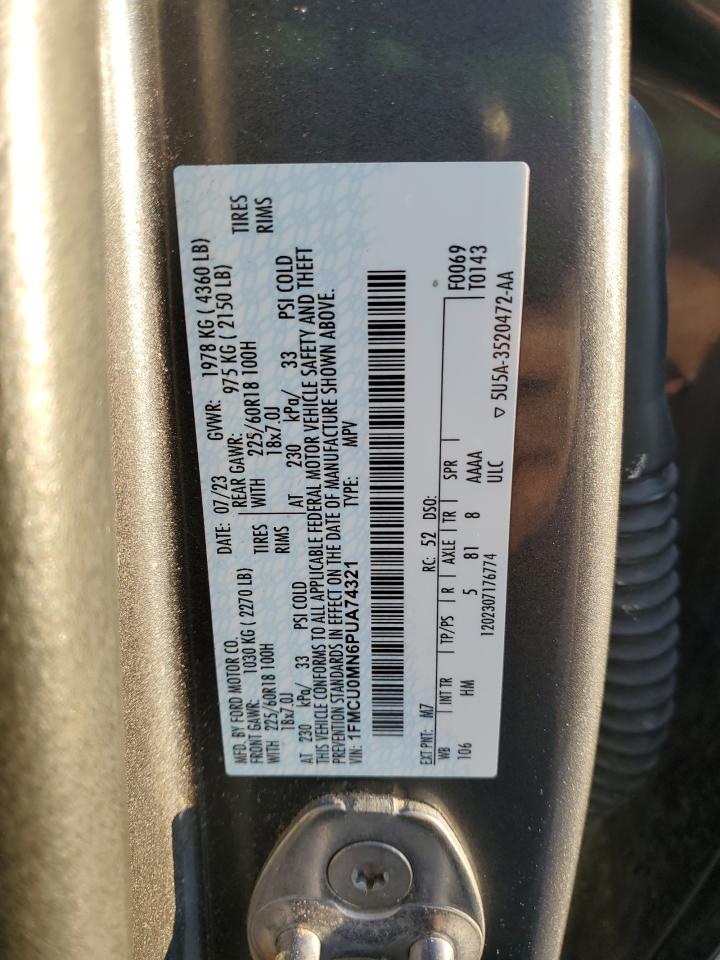 MFD. BY FORD MOTOR CO.
DATE: 07/23 GVWR: 1978 KG ( 4360 LB)
FRONT GAWR: 1030 KG ( 2270 LB) REAR GAWR: 975 KG ( 2150 LB)
WITH 225/60R18 100H TIRES WITH 225/60R18 100H TIRES
18x7.0J RIMS 18x7.0J RIMS
AT 230 kPa/ 33 PSI COLD AT 230 kPa/ 33 PSI COLD
THIS VEHICLE CONFORMS TO ALL APPLICABLE FEDERAL MOTOR VEHICLE SAFETY AND THEFT
PREVENTION STANDARDS IN EFFECT ON THE DATE OF MANUFACTURE SHOWN ABOVE.
VIN: 1FMCU0MN6PUA74321 TYPE: MPV
EXT PNT: M7 RC: 52 DSO: F0069
T0143
WB INT TR TP/PS R AXLE TR SPR
106 HM 5 81 8 AAAA
1202307176774 ULC ▽ 5U5A-3520472-AA